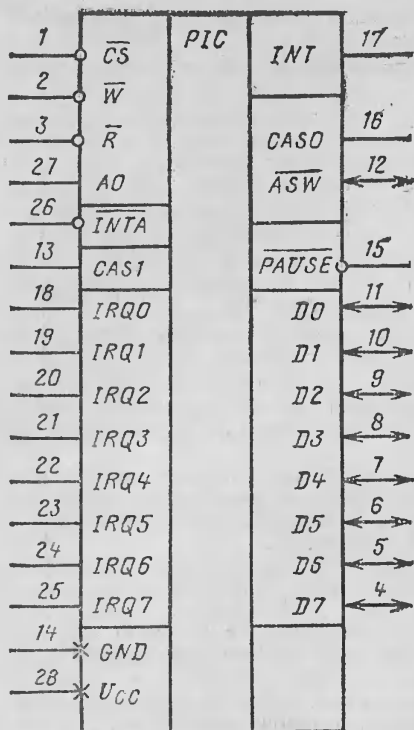 1 CS PIC INT 17
2 W
3 R CAS0 16
27 A0 ASW 12
26 INTA
13 CAS1 PAUSE 15
18 IRQ0 D0 11
19 IRQ1 D1 10
20 IRQ2 D2 9
21 IRQ3 D3 8
22 IRQ4 D4 7
23 IRQ5 D5 6
24 IRQ6 D6 5
25 IRQ7 D7 4
14 GND
28 UCC